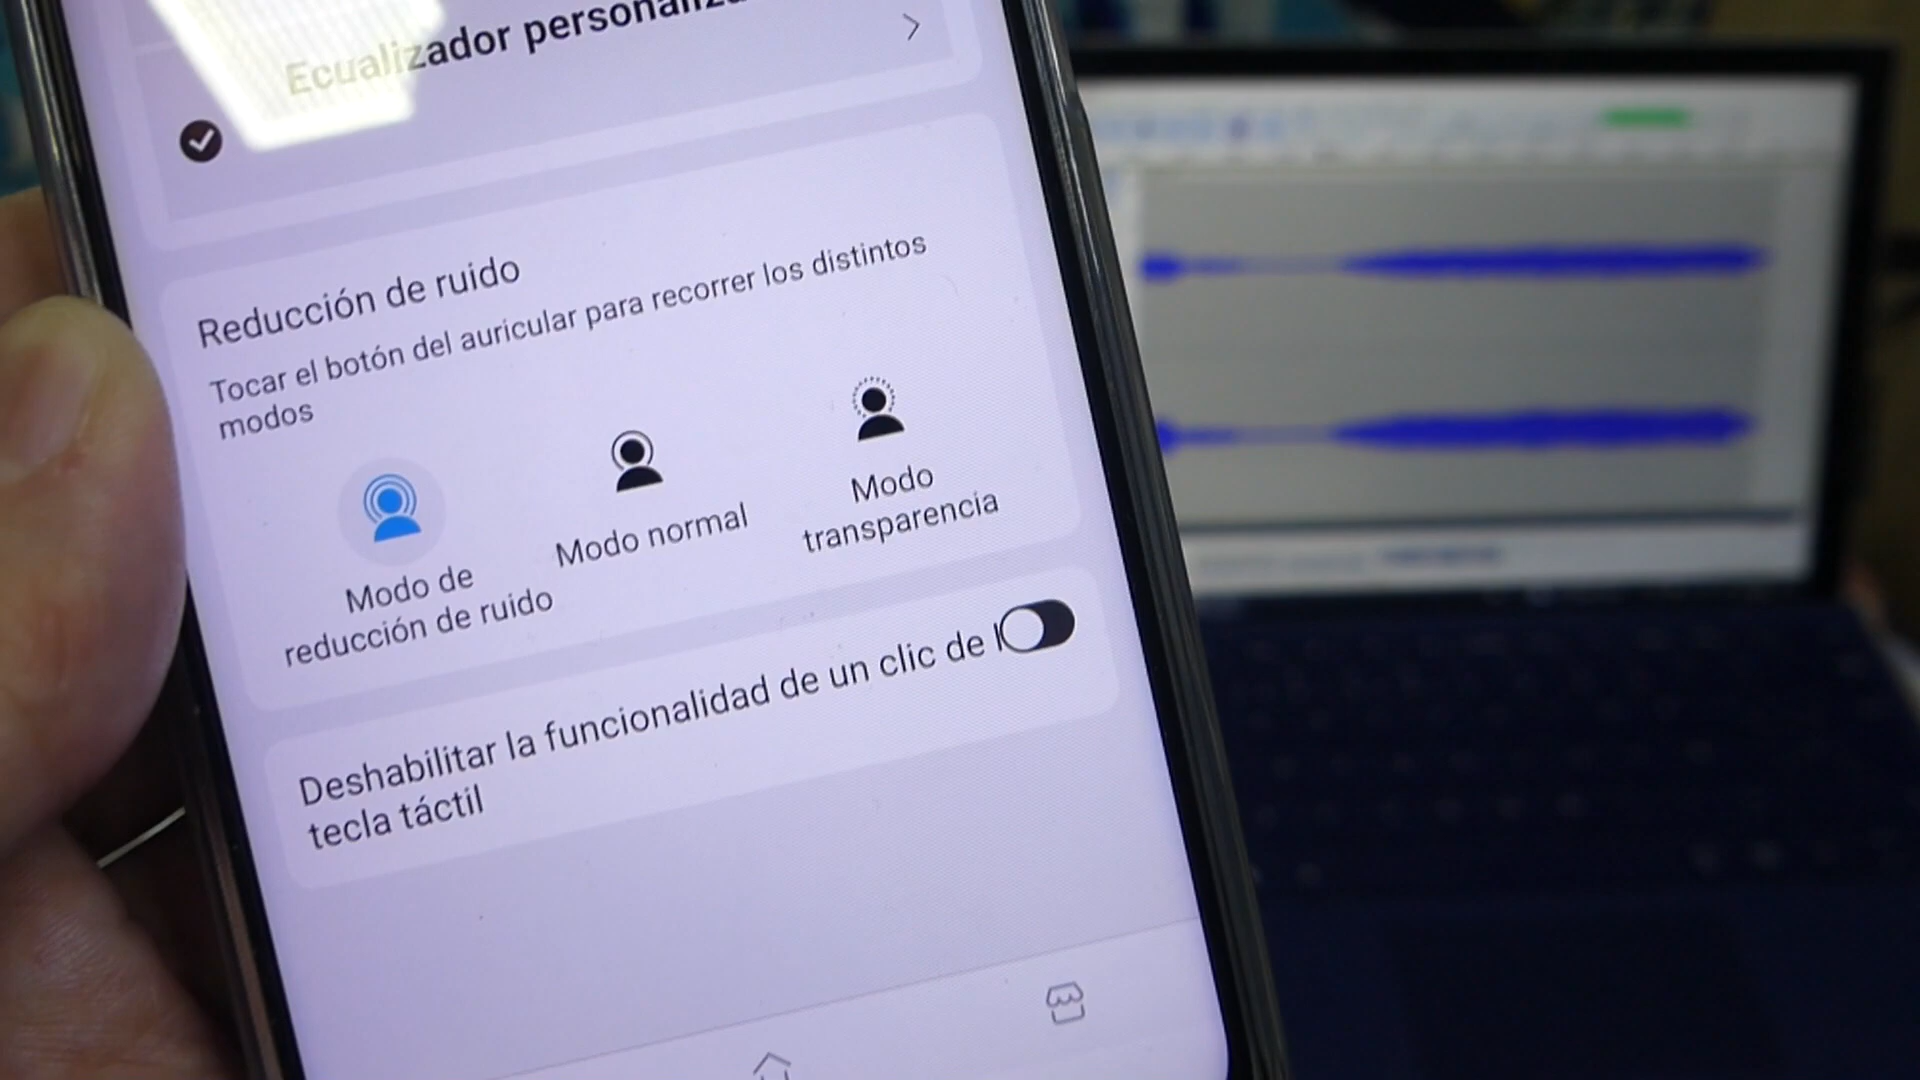 Ecualizador
Reducción de ruido
Tocar el botón del auricular para recorrer los distintos
modos
Modo de
reducción de ruido
Modo normal
Modo
transparencia
Deshabilitar la funcionalidad de un clic de
tecla táctil